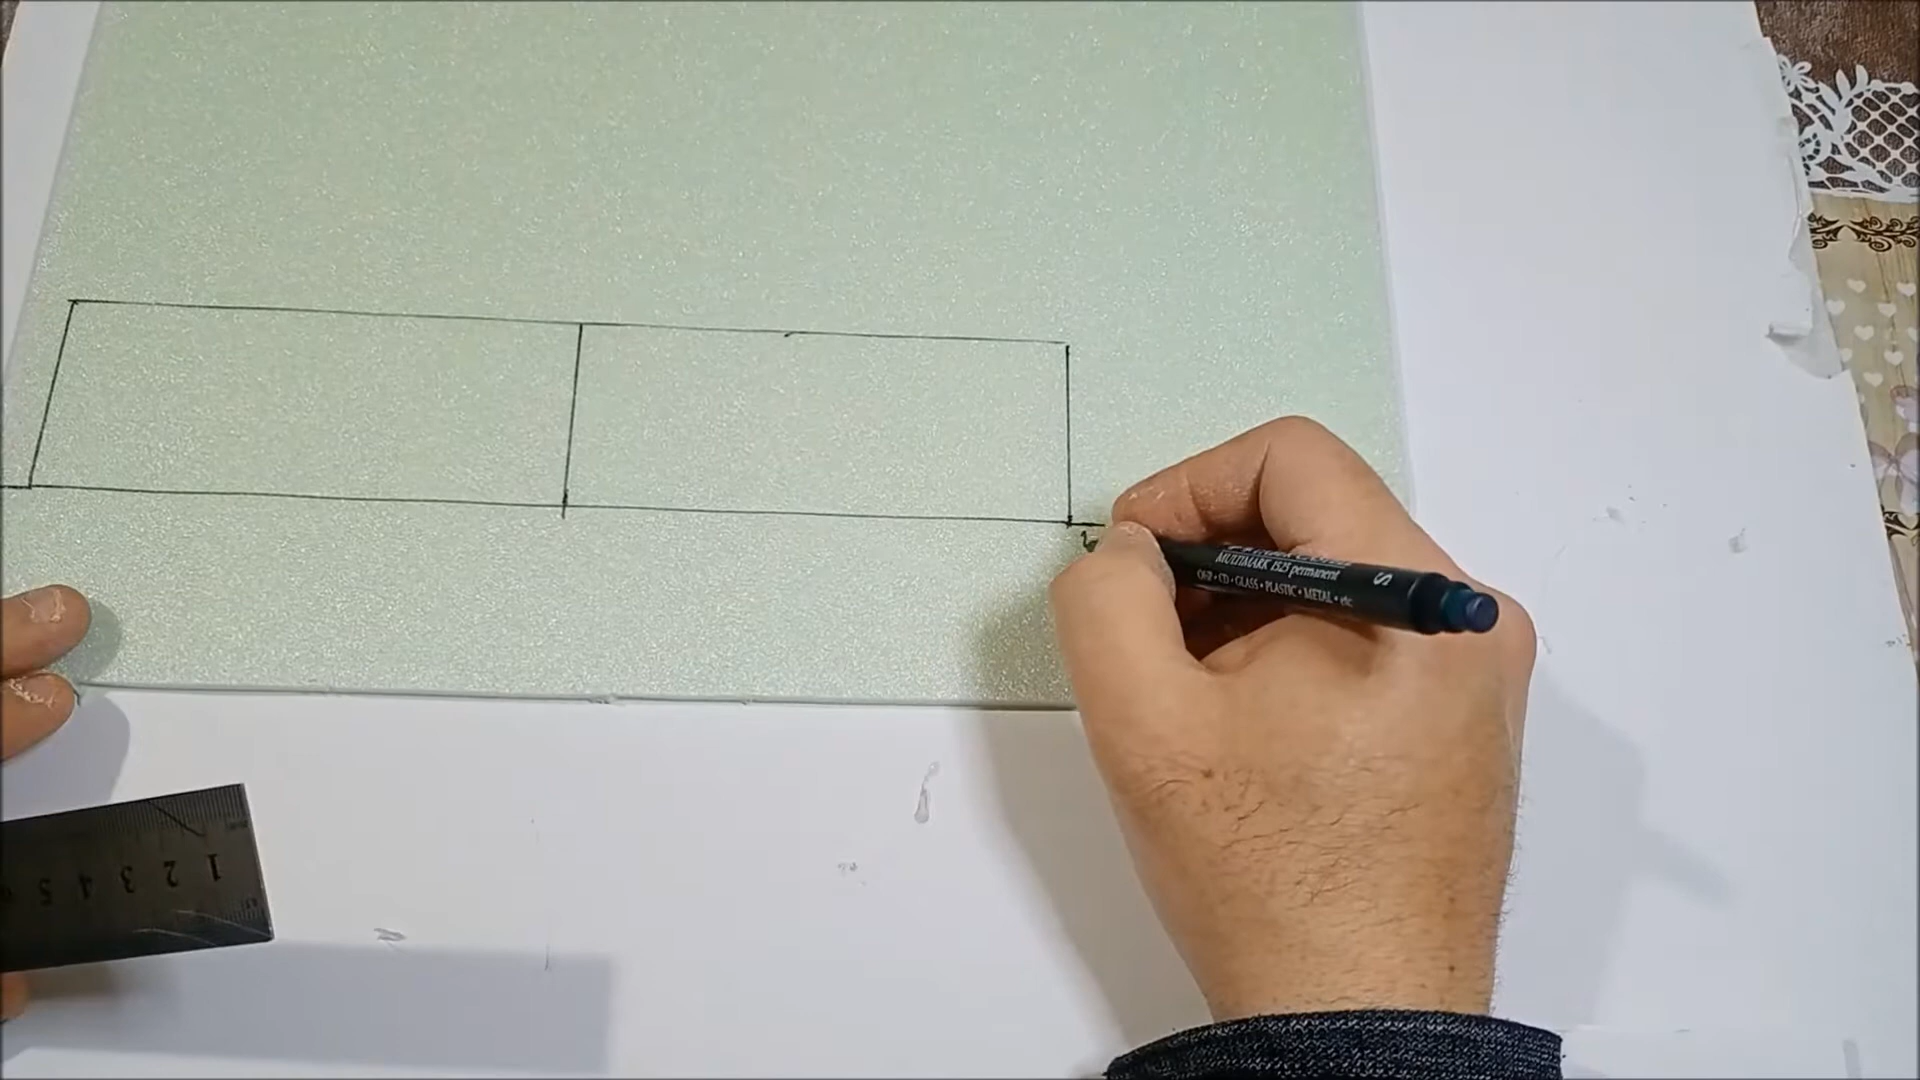 MULTIMARK 1525 permanent
OHP • CD • GLASS • PLASTIC • METAL • etc
S
1 2 3 4 5